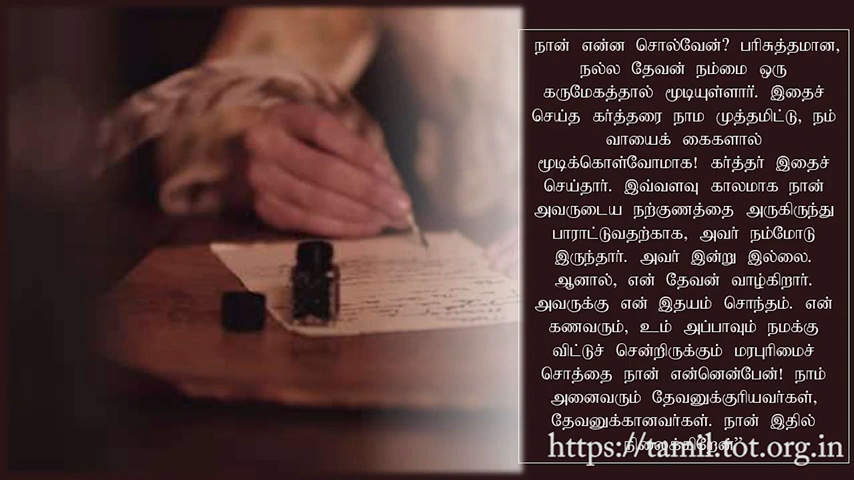 நான் என்ன சொல்வேன்? பரிசுத்தமான,
நல்ல தேவன் நம்மை ஒரு
கருமேகத்தால் மூடியுள்ளார். இதைச்
செய்த கர்த்தரை நாம முத்தமிட்டு, நம்
வாயைக் கைகளால்
மூடிக்கொள்வோமாக! கர்த்தர் இதைச்
செய்தார். இவ்வளவு காலமாக நான்
அவருடைய நற்குணத்தை அருகிருந்து
பாராட்டுவதற்காக, அவர் நம்மோடு
இருந்தார். அவர் இன்று இல்லை.
ஆனால், என் தேவன் வாழ்கிறார்.
அவருக்கு என் இதயம் சொந்தம். என்
கணவரும், உம் அப்பாவும் நமக்கு
விட்டுச் சென்றிருக்கும் மரபுரிமைச்
சொத்தை நான் என்னென்பேன்! நாம்
அனைவரும் தேவனுக்குரியவர்கள்,
தேவனுக்கானவர்கள். நான் இதில்
நிலைக்கிறேன்”
https://tamil.tot.org.in